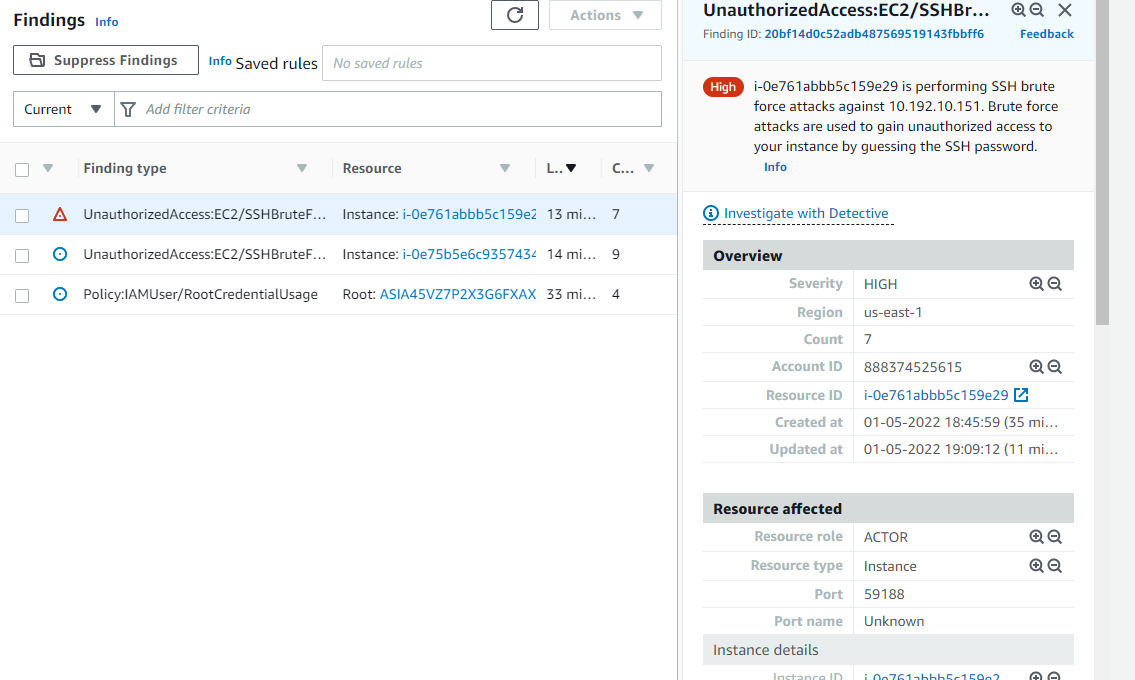 Findings Info
Actions
Suppress Findings Info Saved rules No saved rules
Current Add filter criteria
Finding type Resource L... C...
UnauthorizedAccess:EC2/SSHBruteF... Instance: i-0e761abbb5c159e2 13 mi... 7
UnauthorizedAccess:EC2/SSHBruteF... Instance: i-0e75b5e6c9357434 14 mi... 9
Policy:IAMUser/RootCredentialUsage Root: ASIA45VZ7P2X3G6FXAX 33 mi... 4
UnauthorizedAccess:EC2/SSHBr...
Finding ID: 20bf14d0c52adb487569519143fbbff6 Feedback
High i-0e761abbb5c159e29 is performing SSH brute
force attacks against 10.192.10.151. Brute force
attacks are used to gain unauthorized access to
your instance by guessing the SSH password.
Info
Investigate with Detective
Overview
Severity HIGH
Region us-east-1
Count 7
Account ID 888374525615
Resource ID i-0e761abbb5c159e29
Created at 01-05-2022 18:45:59 (35 mi...
Updated at 01-05-2022 19:09:12 (11 mi...
Resource affected
Resource role ACTOR
Resource type Instance
Port 59188
Port name Unknown
Instance details
Instance ID i-0e761abbb5c159e2